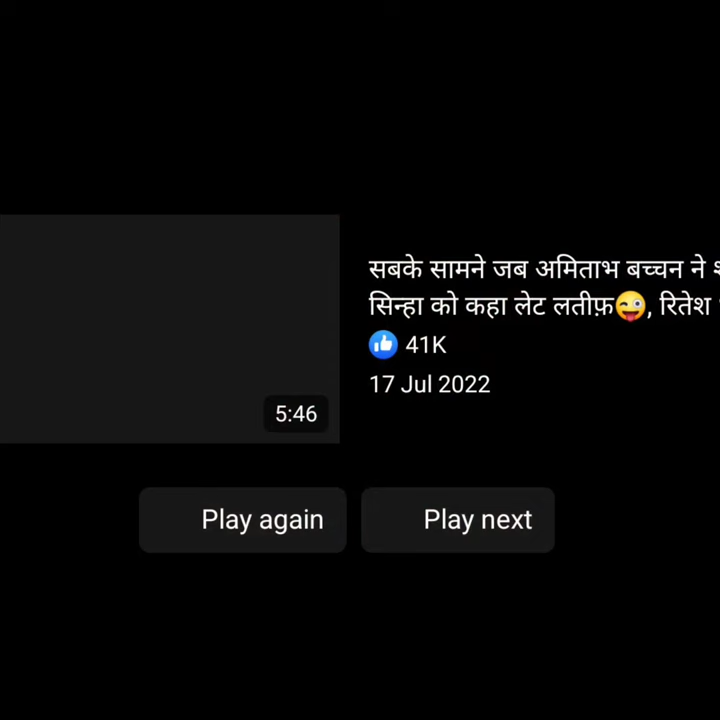 सबके सामने जब अमिताभ बच्चन ने
सिन्हा को कहा लेट लतीफ़😜, रितेश
41K
17 Jul 2022
5:46
Play again
Play next